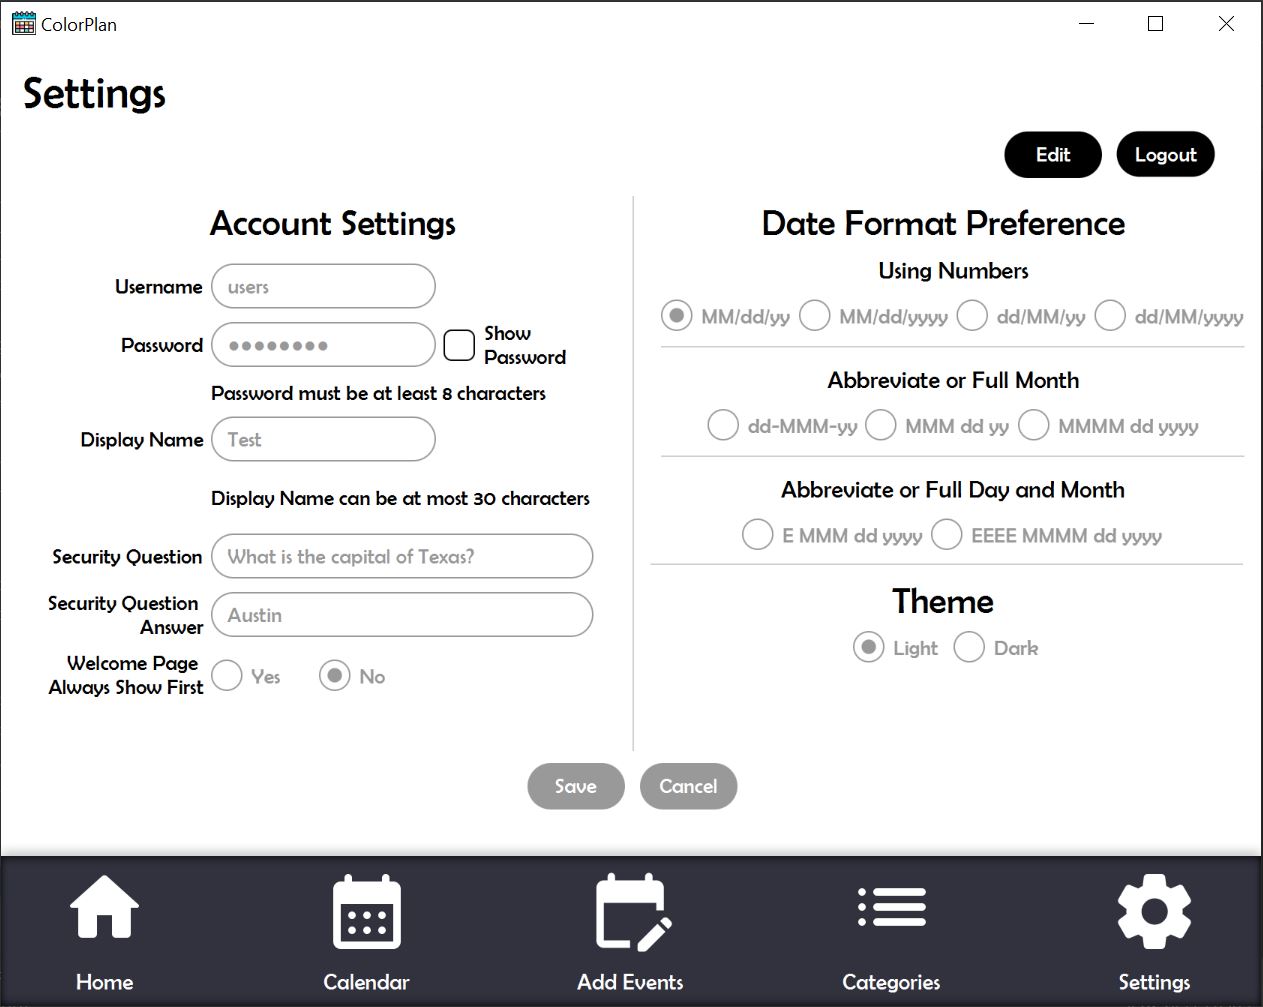 ColorPlan
Settings
Edit
Logout
Account Settings
Username
users
Password
●●●●●●●●
Show
Password
Password must be at least 8 characters
Display Name
Test
Display Name can be at most 30 characters
Security Question
What is the capital of Texas?
Security Question
Answer
Austin
Welcome Page
Always Show First
Yes
No
Date Format Preference
Using Numbers
MM/dd/yy
MM/dd/yyyy
dd/MM/yy
dd/MM/yyyy
Abbreviate or Full Month
dd-MMM-yy
MMM dd yy
MMMM dd yyyy
Abbreviate or Full Day and Month
E MMM dd yyyy
EEEE MMMM dd yyyy
Theme
Light
Dark
Save
Cancel
Home
Calendar
Add Events
Categories
Settings